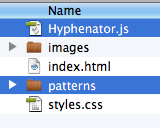 Name
Hyphenator.js
images
index.html
patterns
styles.css